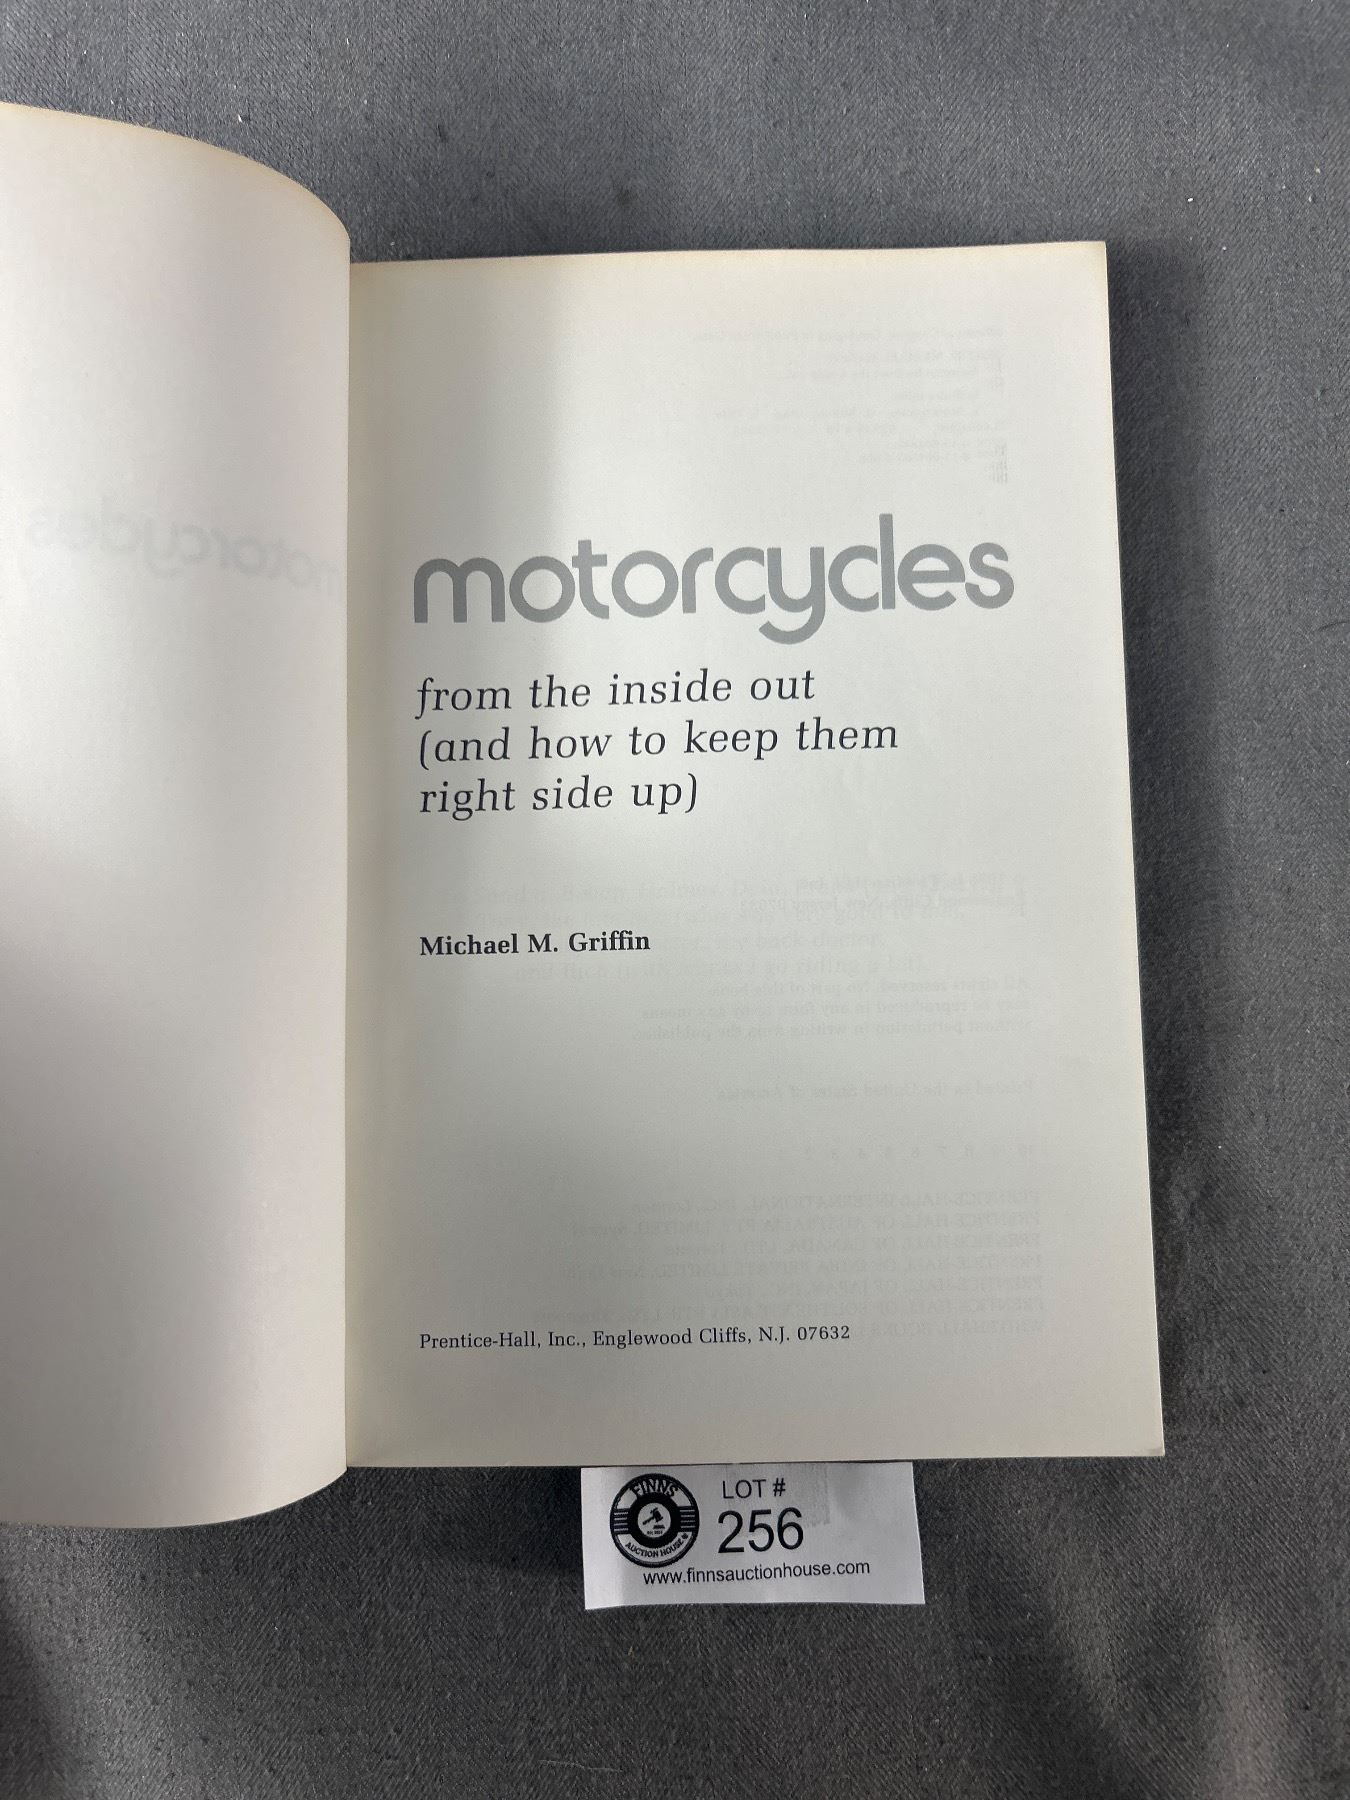 motorcycles
from the inside out
(and how to keep them
right side up)
Michael M. Griffin
Prentice-Hall, Inc., Englewood Cliffs, N.J. 07632
FINNS
AUCTION HOUSE
LOT #
256
www.finnsauctionhouse.com